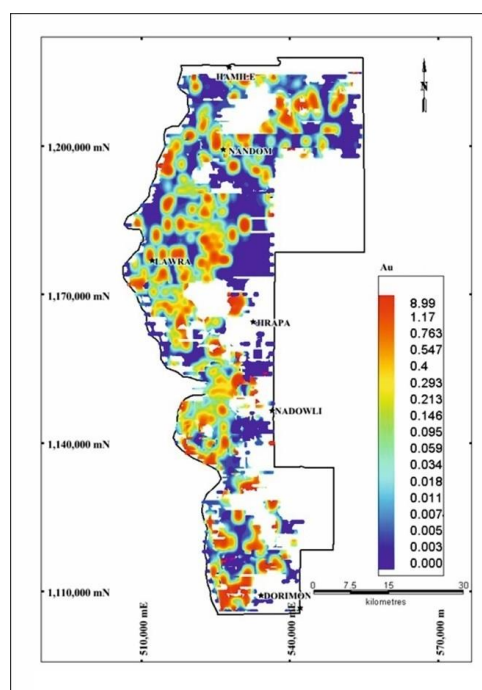 HAMILE
N
1,200,000 mN
NANDOM
LAWRA
Au
1,170,000 mN
JIRAPA
8.99
1.17
0.763
0.547
0.4
0.293
0.213
0.146
0.095
0.059
0.034
0.018
0.011
0.007
0.005
0.003
0.000
NADOWLI
1,140,000 mN
1,110,000 mN
DORIMON
0 7.5 15 30
kilometres
510,000 mE
540,000 mE
570,000 m